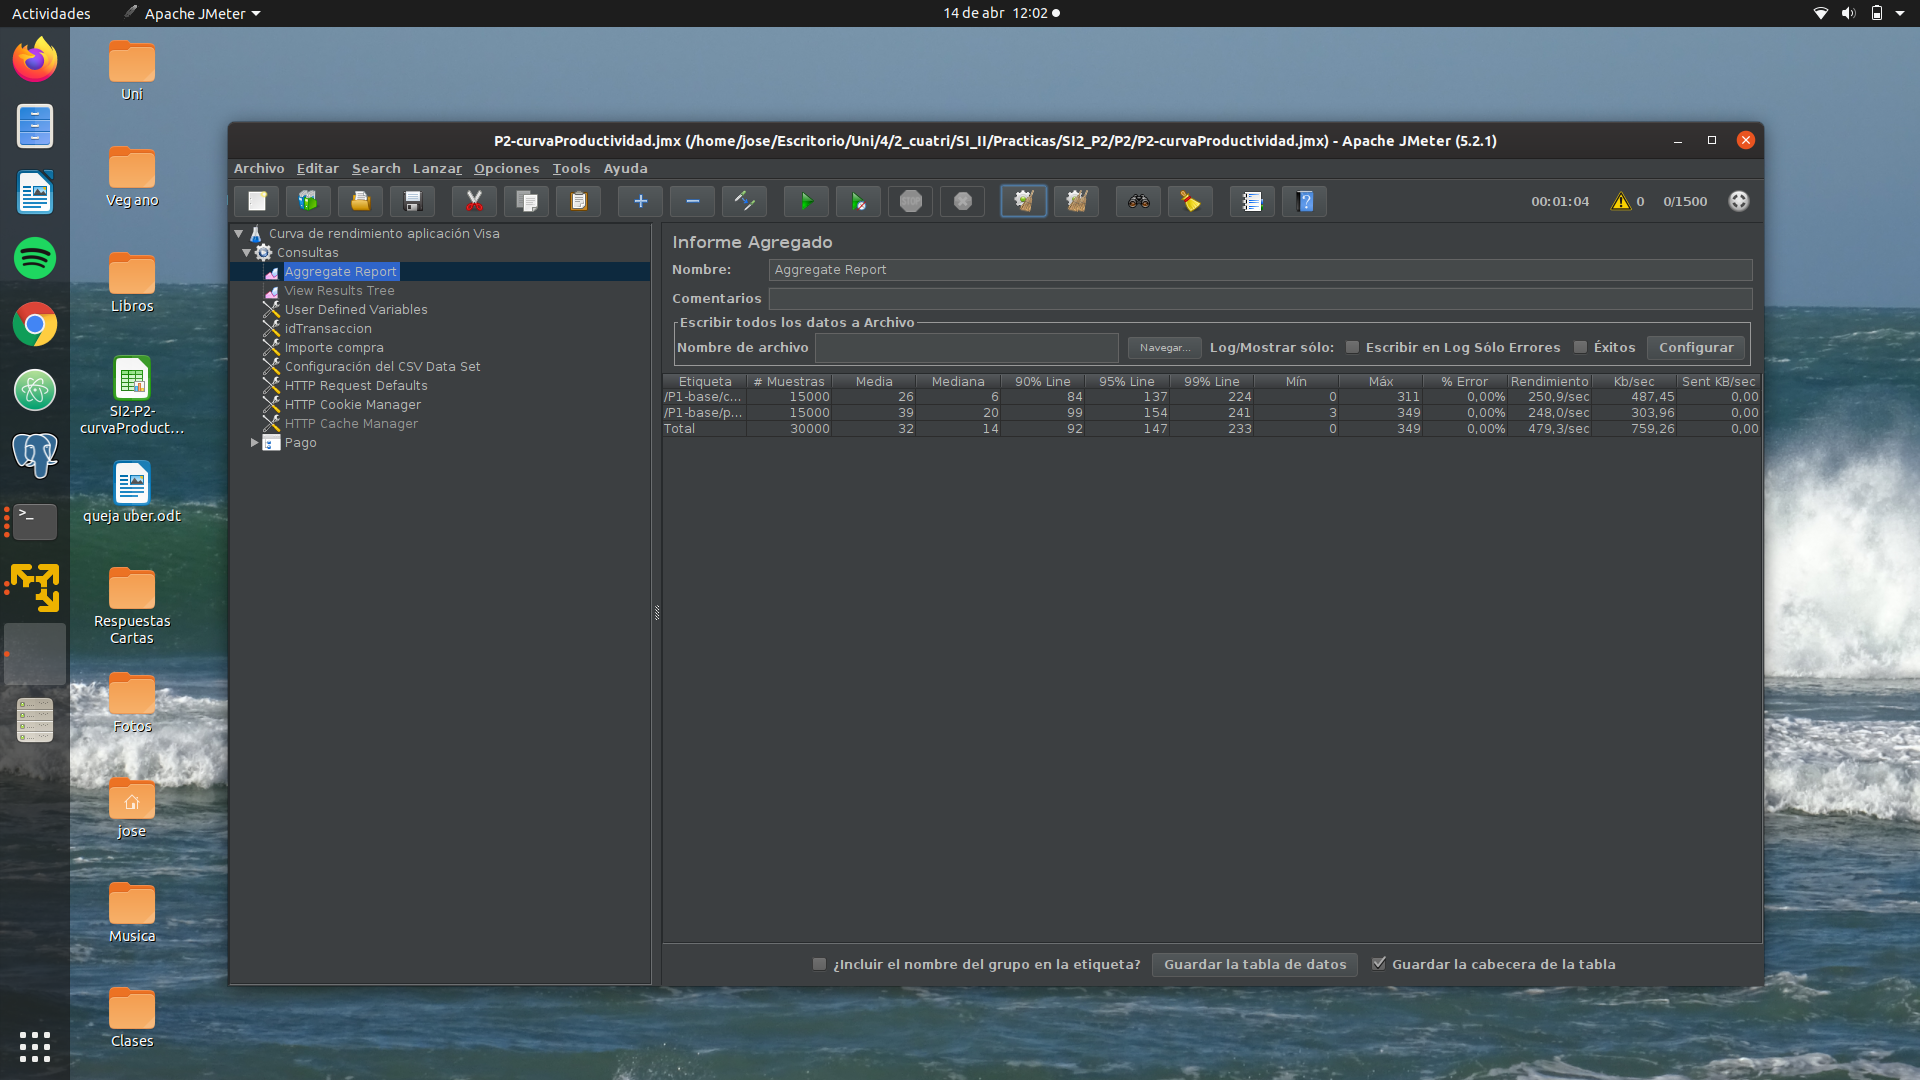 Actividades
Apache JMeter
14 de abr 12:02
Uni
Vegano
Libros
SI2-P2-
curvaProduct...
queja uber.odt
Respuestas
Cartas
Fotos
jose
Musica
Clases
P2-curvaProductividad.jmx (/home/jose/Escritorio/Uni/4/2_cuatri/SI_II/Practicas/SI2_P2/P2/P2-curvaProductividad.jmx) - Apache JMeter (5.2.1)
Archivo Editar Search Lanzar Opciones Tools Ayuda
STOP
00:01:04 0 0/1500
Curva de rendimiento aplicación Visa
Consultas
Aggregate Report
View Results Tree
User Defined Variables
idTransaccion
Importe compra
Configuración del CSV Data Set
HTTP Request Defaults
HTTP Cookie Manager
HTTP Cache Manager
Pago
Informe Agregado
Nombre: Aggregate Report
Comentarios
Escribir todos los datos a Archivo
Nombre de archivo Navegar... Log/Mostrar sólo: Escribir en Log Sólo Errores Éxitos Configurar
Etiqueta # Muestras Media Mediana 90% Line 95% Line 99% Line Mín Máx % Error Rendimiento Kb/sec Sent KB/sec
/P1-base/c... 15000 26 6 84 137 224 0 311 0,00% 250,9/sec 487,45 0,00
/P1-base/p... 15000 39 20 99 154 241 3 349 0,00% 248,0/sec 303,96 0,00
Total 30000 32 14 92 147 233 0 349 0,00% 479,3/sec 759,26 0,00
¿Incluir el nombre del grupo en la etiqueta? Guardar la tabla de datos Guardar la cabecera de la tabla